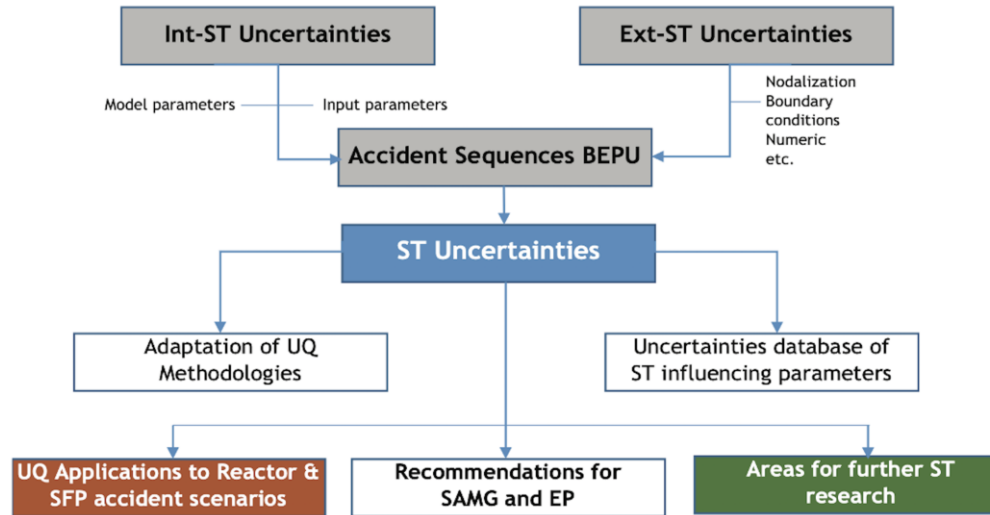 Int-ST Uncertainties
Ext-ST Uncertainties
Model parameters
Input parameters
Nodalization
Boundary
conditions
Numeric
etc.
Accident Sequences BEPU
ST Uncertainties
Adaptation of UQ
Methodologies
Uncertainties database of
ST influencing parameters
UQ Applications to Reactor &
SFP accident scenarios
Recommendations for
SAMG and EP
Areas for further ST
research